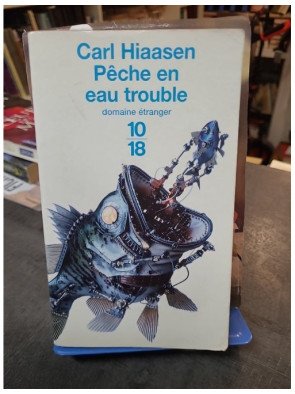 Carl Hiaasen
Pêche en
eau trouble
domaine étranger
10
18